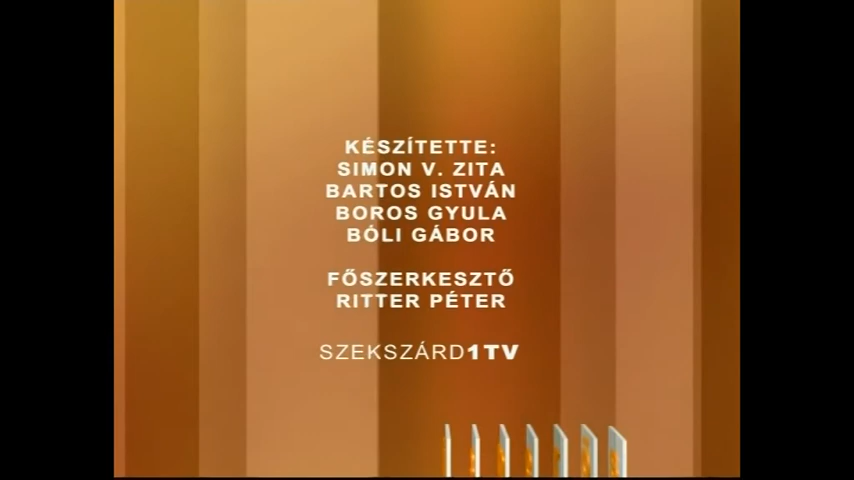 KÉSZÍTETTE:
SIMON V. ZITA
BARTOS ISTVÁN
BOROS GYULA
BÓLI GÁBOR
FŐSZERKESZTŐ
RITTER PÉTER
SZEKSZÁRD1TV